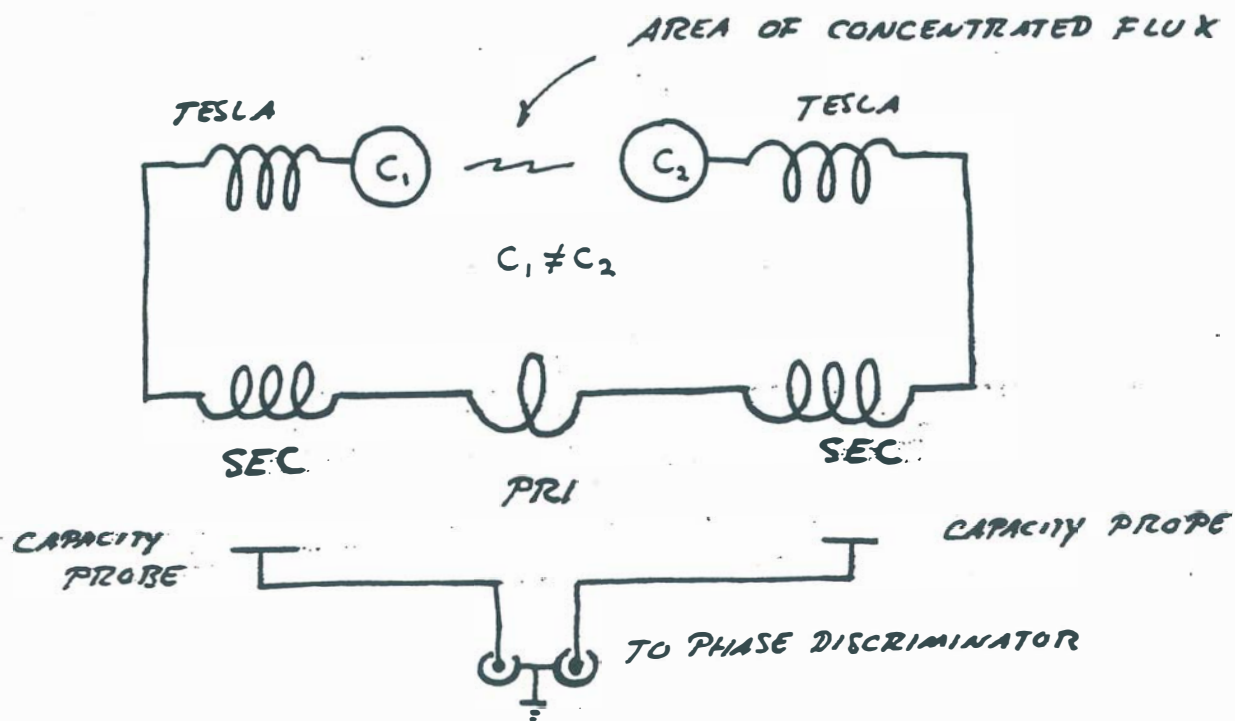 AREA OF CONCENTRATED FLUX
TESLA
TESLA
C₁
C₂
C₁ ≠ C₂
SEC
SEC
PRI
CAPACITY
PROBE
CAPACITY PROPE
TO PHASE DISCRIMINATOR